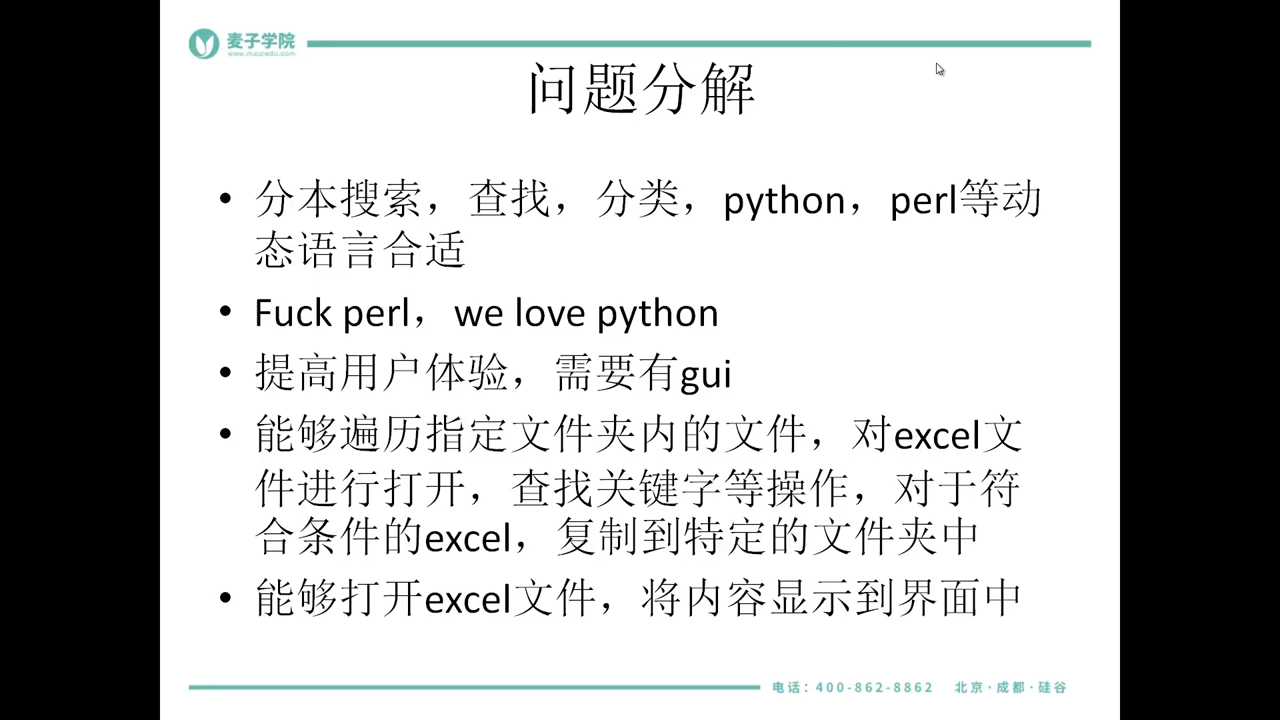 麦子学院
www.maiziedu.com
问题分解
• 分本搜索，查找，分类，python，perl等动
态语言合适
• Fuck perl，we love python
• 提高用户体验，需要有gui
• 能够遍历指定文件夹内的文件，对excel文
件进行打开，查找关键字等操作，对于符
合条件的excel，复制到特定的文件夹中
• 能够打开excel文件，将内容显示到界面中
电话：400-862-8862 北京·成都·硅谷